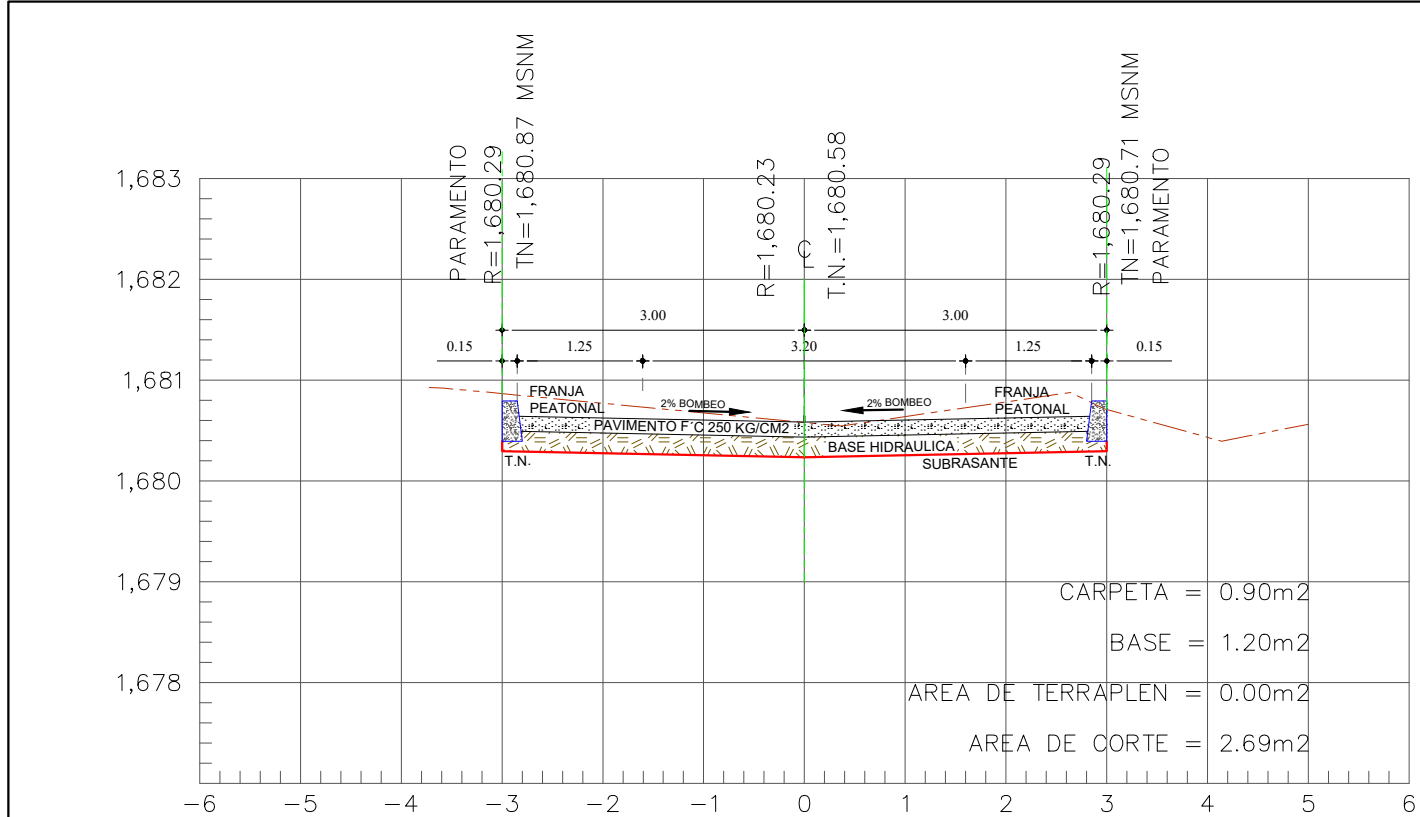 PARAMENTO
R=1,680.29
TN=1,680.87 MSNM
R=1,680.23
C
L
T.N.=1,680.58
R=1,680.29
TN=1,680.71 MSNM
PARAMENTO
1,683
1,682
1,681
1,680
1,679
1,678
3.00
3.00
0.15
1.25
3.20
1.25
0.15
FRANJA
PEATONAL
2% BOMBEO
2% BOMBEO
FRANJA
PEATONAL
PAVIMENTO F´C 250 KG/CM2
BASE HIDRAULICA
T.N.
SUBRASANTE
T.N.
CARPETA = 0.90m2
BASE = 1.20m2
AREA DE TERRAPLEN = 0.00m2
AREA DE CORTE = 2.69m2
-6 -5 -4 -3 -2 -1 0 1 2 3 4 5 6